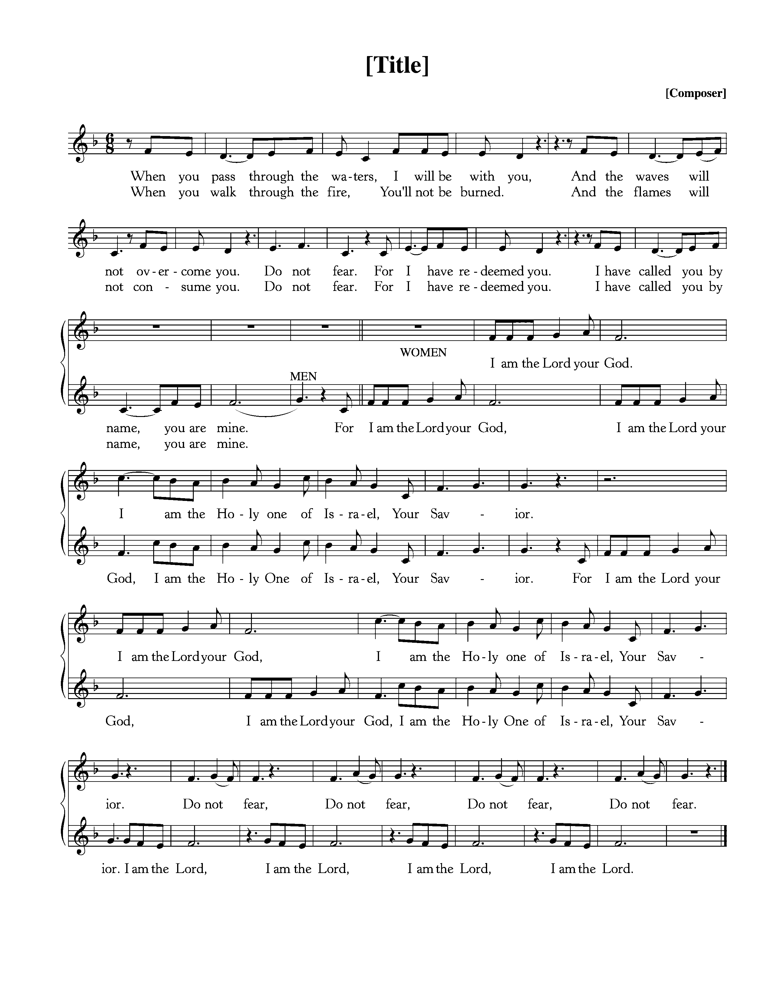 [Title]
[Composer]
6
8
When you pass through the wa - ters, I will be with you, And the waves will
When you walk through the fire, You'll not be burned. And the flames will
not ov - er - come you. Do not fear. For I have re - deemed you. I have called you by
not con - sume you. Do not fear. For I have re - deemed you. I have called you by
WOMEN
I am the Lord your God.
MEN
name, you are mine. For I am the Lord your God, I am the Lord your
name, you are mine.
I am the Ho - ly one of Is - ra - el, Your Sav - ior.
God, I am the Ho - ly One of Is - ra - el, Your Sav - ior. For I am the Lord your
I am the Lord your God, I am the Ho - ly one of Is - ra - el, Your Sav -
God, I am the Lord your God, I am the Ho - ly One of Is - ra - el, Your Sav -
ior. Do not fear, Do not fear, Do not fear, Do not fear.
ior. I am the Lord, I am the Lord, I am the Lord, I am the Lord.